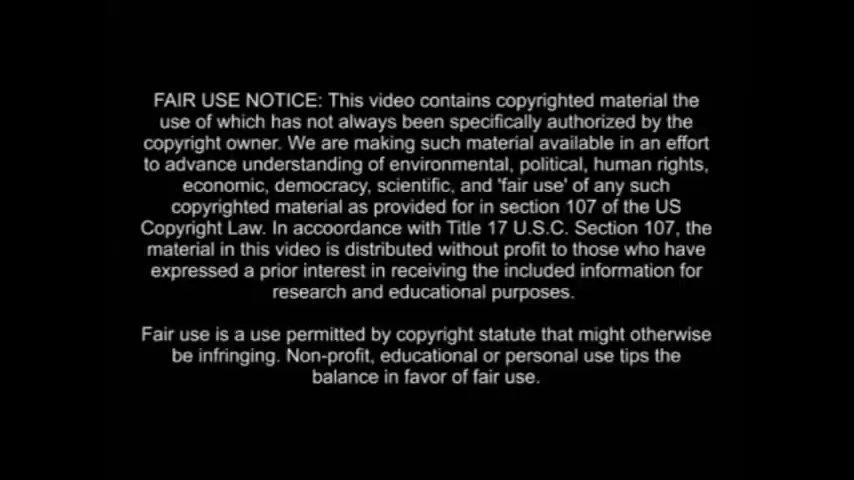 FAIR USE NOTICE: This video contains copyrighted material the
use of which has not always been specifically authorized by the
copyright owner. We are making such material available in an effort
to advance understanding of environmental, political, human rights,
economic, democracy, scientific, and 'fair use' of any such
copyrighted material as provided for in section 107 of the US
Copyright Law. In accoordance with Title 17 U.S.C. Section 107, the
material in this video is distributed without profit to those who have
expressed a prior interest in receiving the included information for
research and educational purposes.
Fair use is a use permitted by copyright statute that might otherwise
be infringing. Non-profit, educational or personal use tips the
balance in favor of fair use.